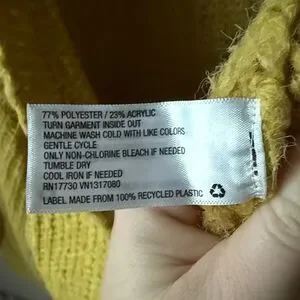 77% POLYESTER / 23% ACRYLIC
TURN GARMENT INSIDE OUT
MACHINE WASH COLD WITH LIKE COLORS
GENTLE CYCLE
ONLY NON-CHLORINE BLEACH IF NEEDED
TUMBLE DRY
COOL IRON IF NEEDED
RN17730 VN1317080
LABEL MADE FROM 100% RECYCLED PLASTIC